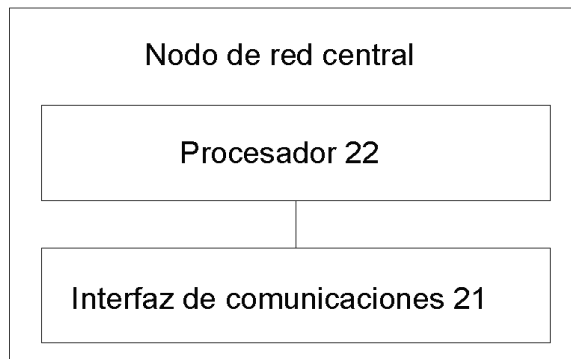 Nodo de red central
Procesador 22
Interfaz de comunicaciones 21